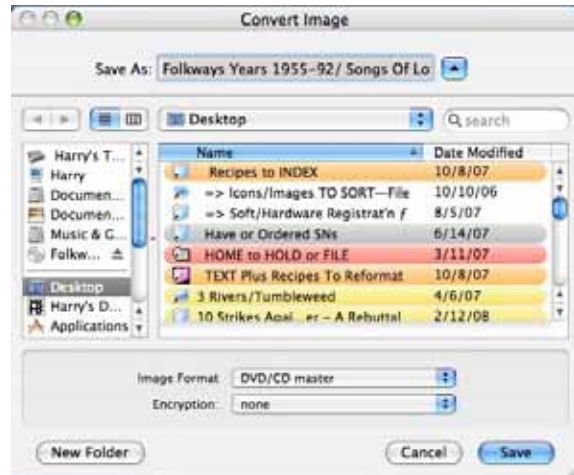 Convert Image
Save As: Folkways Years 1955-92/ Songs Of Lo
Desktop
search
Name
Date Modified
Harry's T...
Harry
Documen...
Documen...
Music & G...
Folkw...
Desktop
Harry's D...
Applications
Recipes to INDEX 10/8/07
=> Icons/Images TO SORT—File 10/10/06
=> Soft/Hardware Registrat'n f 8/5/07
Have or Ordered SNs 6/14/07
HOME to HOLD or FILE 3/11/07
TEXT Plus Recipes To Reformat 10/8/07
3 Rivers/Tumbleweed 4/6/07
10 Strikes Agai...er - A Rebuttal 2/12/08
Image Format DVD/CD master
Encryption: none
New Folder
Cancel
Save